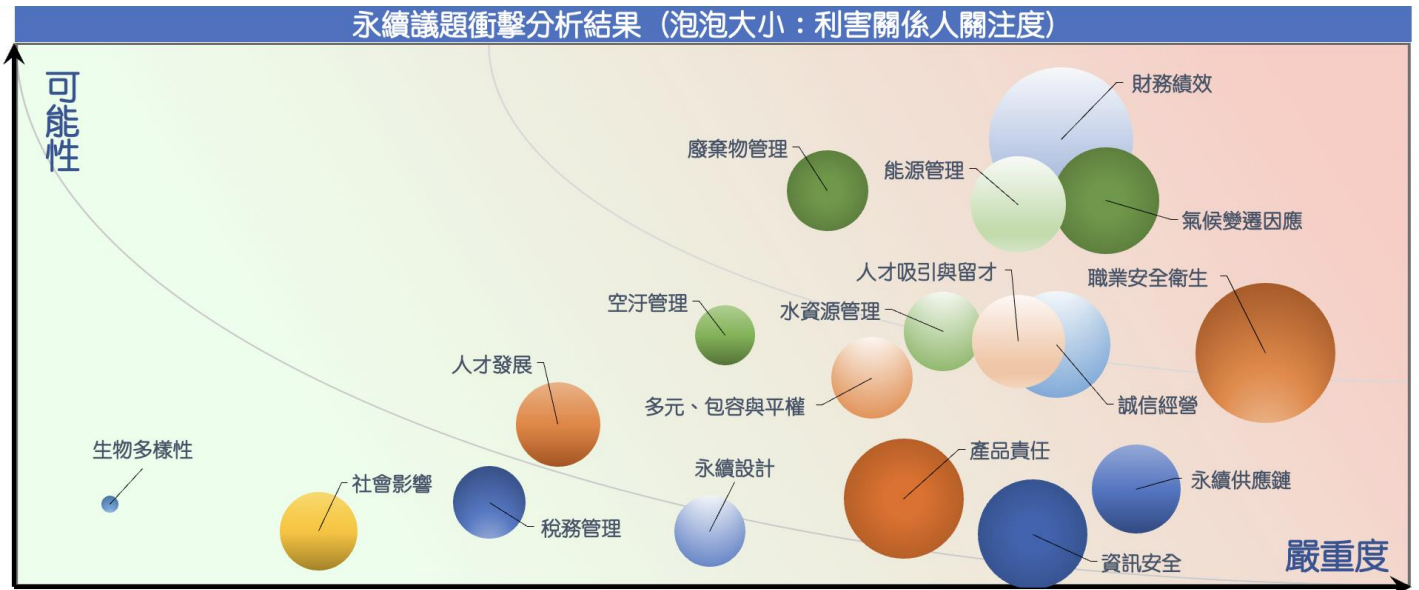 永續議題衝擊分析結果（泡泡大小：利害關係人關注度）
可能性
財務績效
廢棄物管理
能源管理
氣候變遷因應
人才吸引與留才
職業安全衛生
空汙管理
水資源管理
人才發展
多元、包容與平權
誠信經營
生物多樣性
產品責任
永續設計
社會影響
永續供應鏈
稅務管理
資訊安全
嚴重度